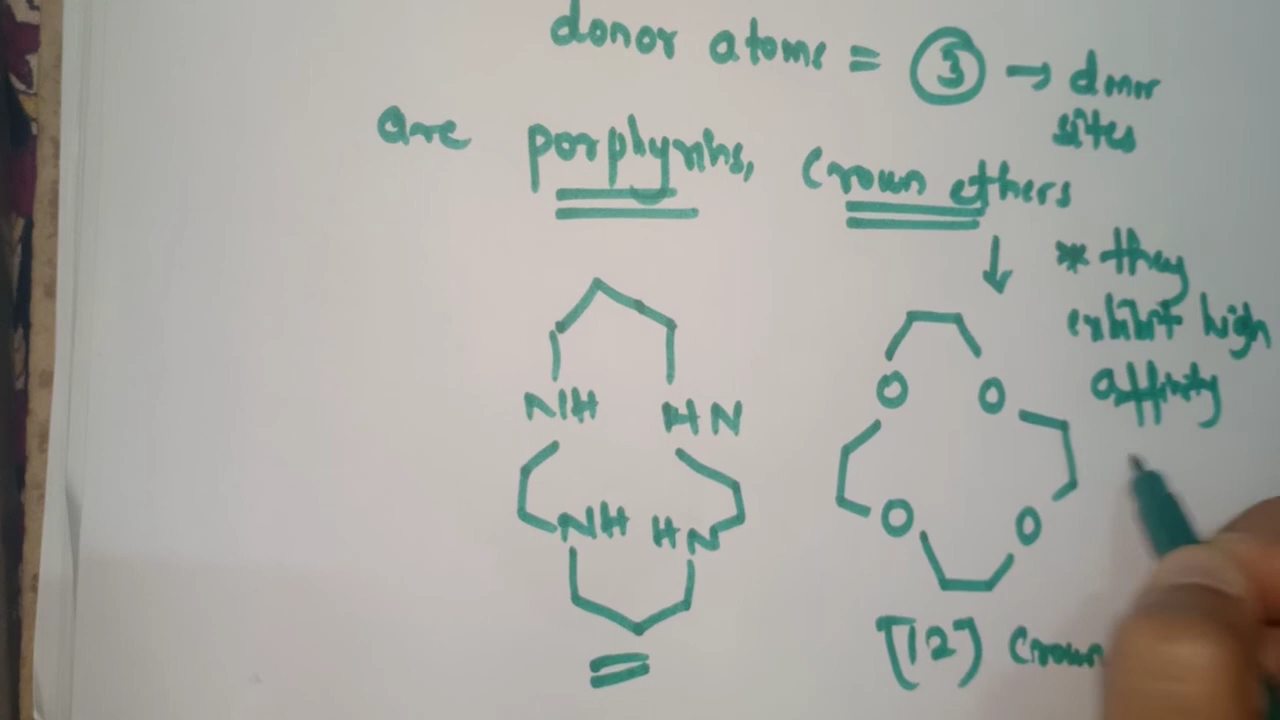 donor atoms = 3 → donor
sites
are porphyrins, Crown ethers
* they
exhibit high
affinity
NH HN
O O
NH HN
O O
[12] Crown